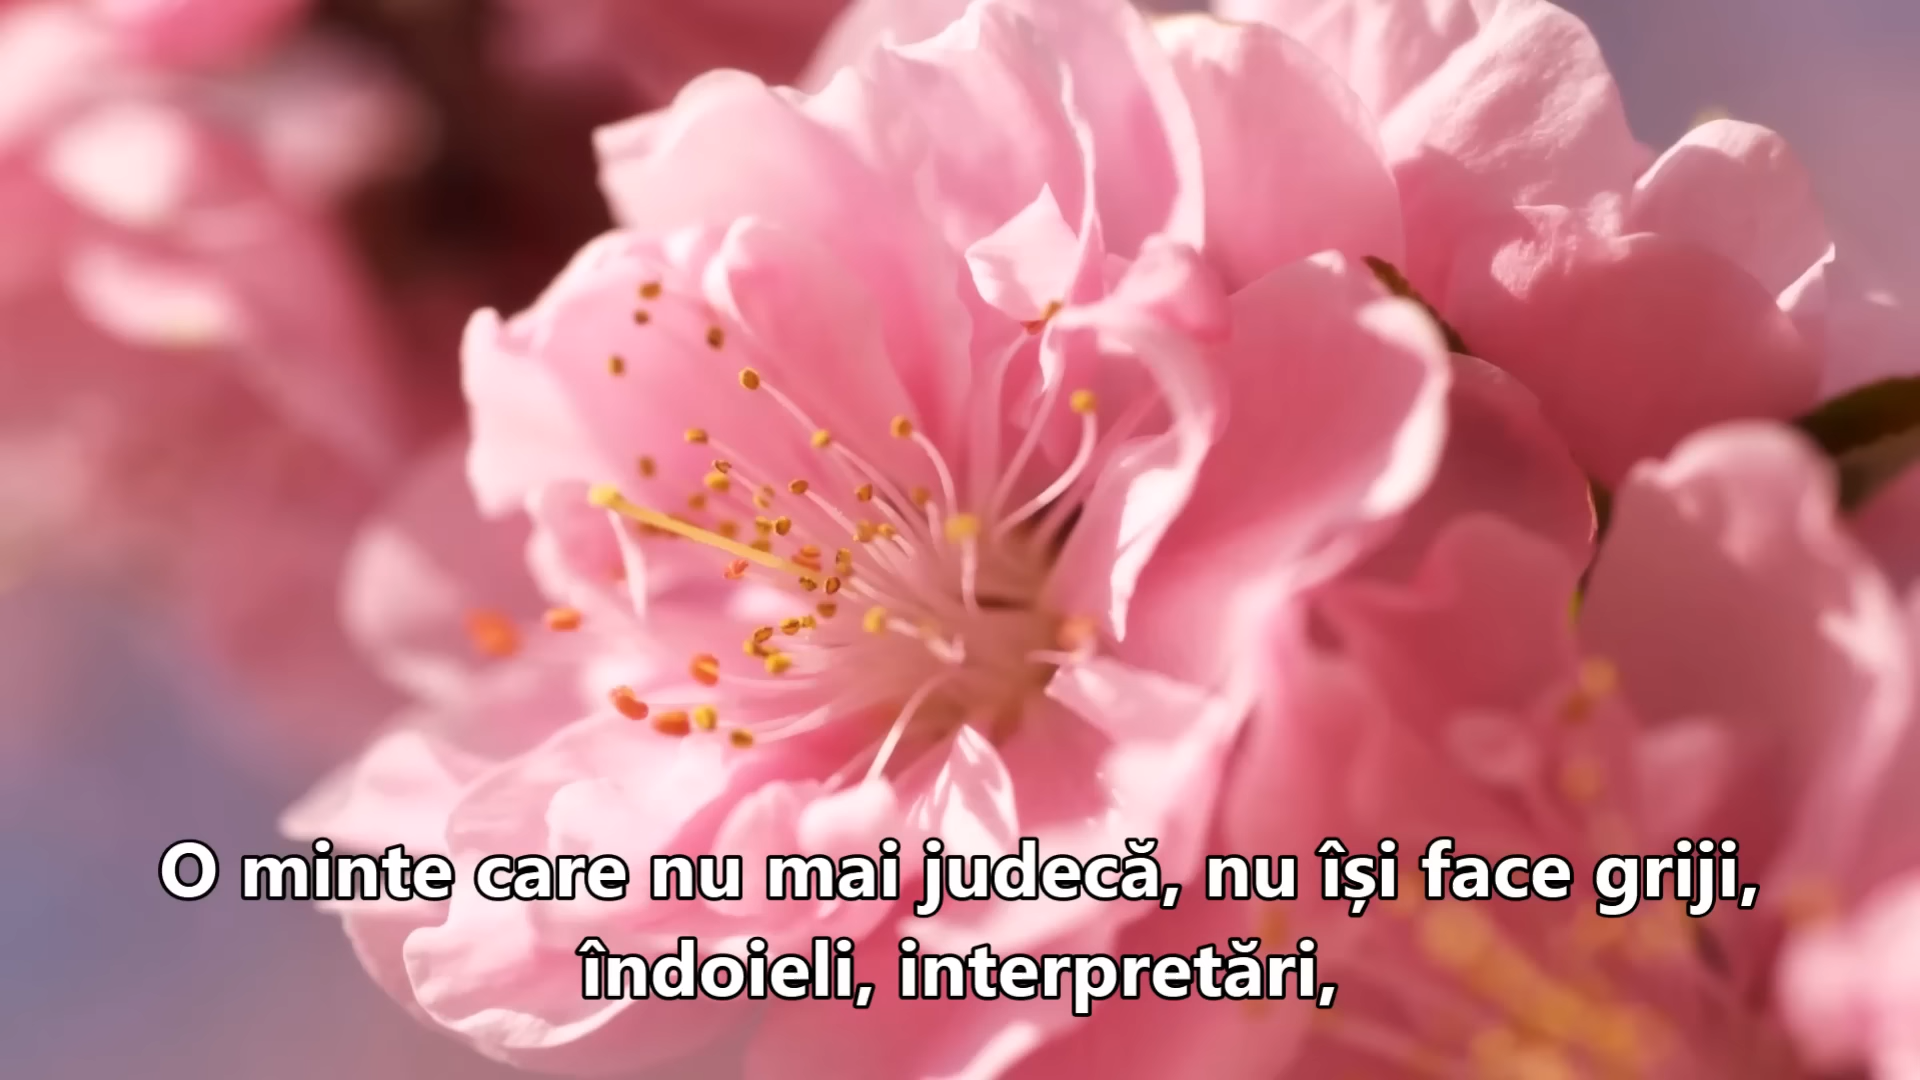 O minte care nu mai judecă, nu își face griji,
îndoieli, interpretări,